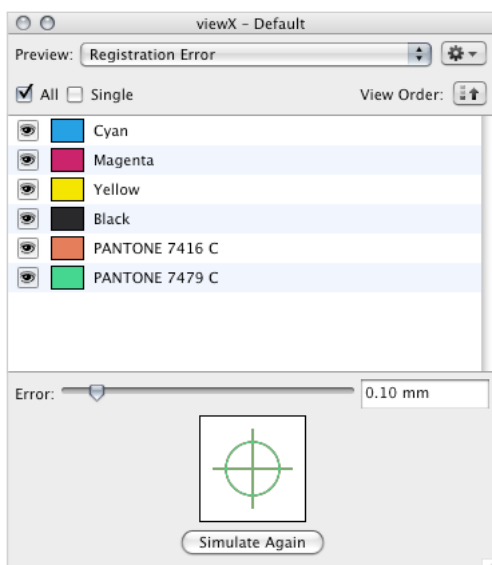 viewX – Default
Preview: Registration Error
All Single View Order:
Cyan
Magenta
Yellow
Black
PANTONE 7416 C
PANTONE 7479 C
Error: 0.10 mm
Simulate Again